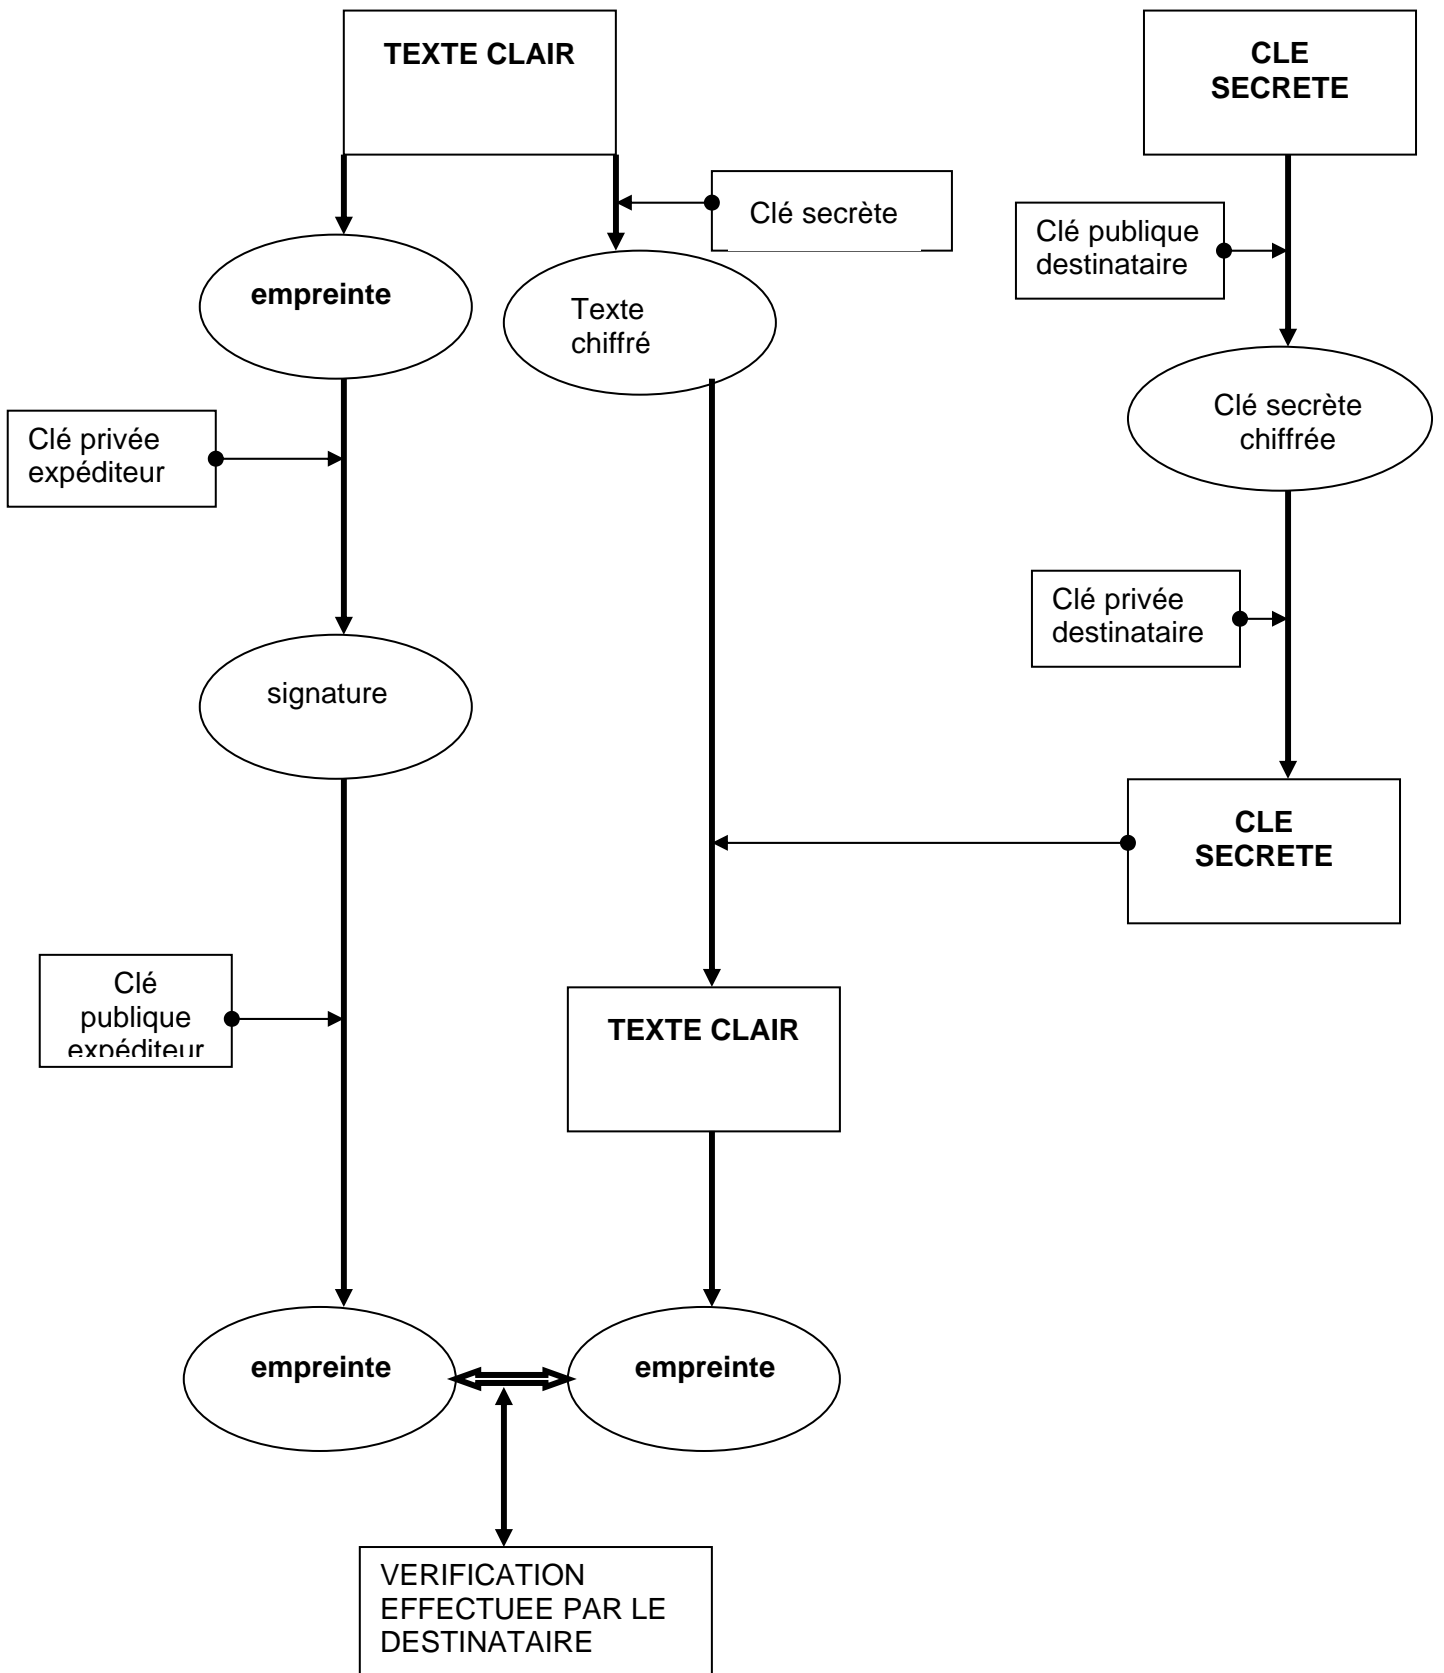 TEXTE CLAIR
CLE
SECRETE
Clé secrète
Clé publique
destinataire
empreinte
Texte
chiffré
Clé secrète
chiffrée
Clé privée
expéditeur
Clé privée
destinataire
signature
CLE
SECRETE
Clé
publique
expéditeur
TEXTE CLAIR
empreinte
empreinte
VERIFICATION
EFFECTUEE PAR LE
DESTINATAIRE